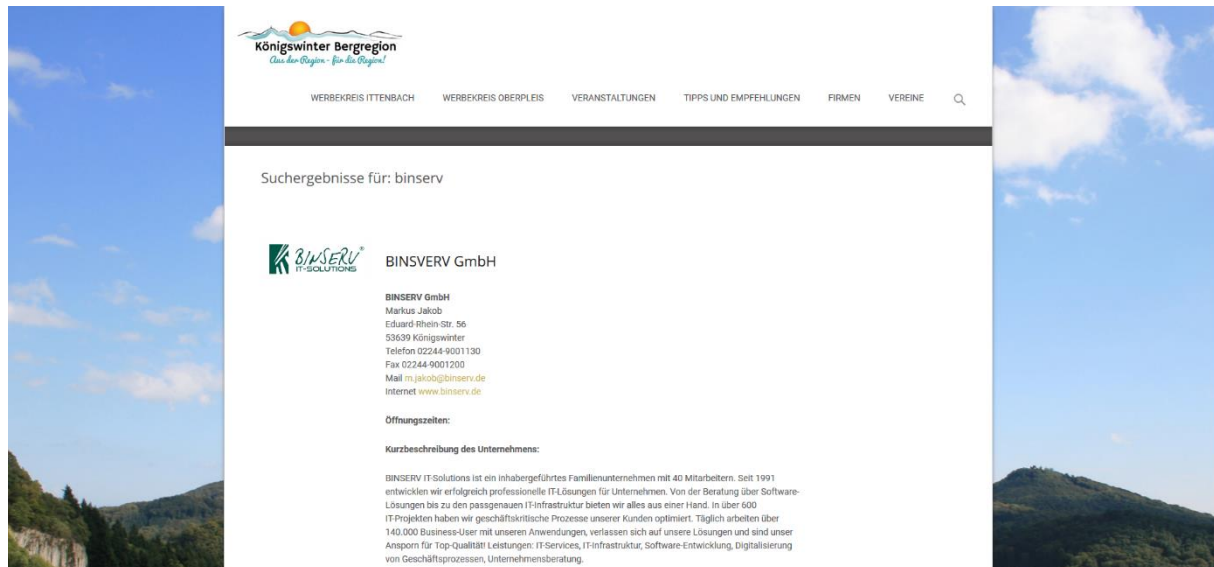 Königswinter Bergregion
Aus der Region - für die Region!
WERBEKREIS ITTENBACH WERBEKREIS OBERPLEIS VERANSTALTUNGEN TIPPS UND EMPFEHLUNGEN FIRMEN VEREINE
Suchergebnisse für: binserv
BINSERV®
IT-SOLUTIONS
BINSVERV GmbH
BINSERV GmbH
Markus Jakob
Eduard-Rhein-Str. 56
53639 Königswinter
Telefon 02244-9001130
Fax 02244-9001200
Mail m.jakob@binserv.de
Internet www.binserv.de
Öffnungszeiten:
Kurzbeschreibung des Unternehmens:
BINSERV IT-Solutions ist ein inhabergeführtes Familienunternehmen mit 40 Mitarbeitern. Seit 1991
entwicklen wir erfolgreich professionelle IT-Lösungen für Unternehmen. Von der Beratung über Software-
Lösungen bis zu den passgenauen IT-Infrastruktur bieten wir alles aus einer Hand. In über 600
IT-Projekten haben wir geschäftskritische Prozesse unserer Kunden optimiert. Täglich arbeiten über
140.000 Business-User mit unseren Anwendungen, verlassen sich auf unsere Lösungen und sind unser
Ansporn für Top-Qualität! Leistungen: IT-Services, IT-Infrastruktur, Software-Entwicklung, Digitalisierung
von Geschäftsprozessen, Unternehmensberatung.